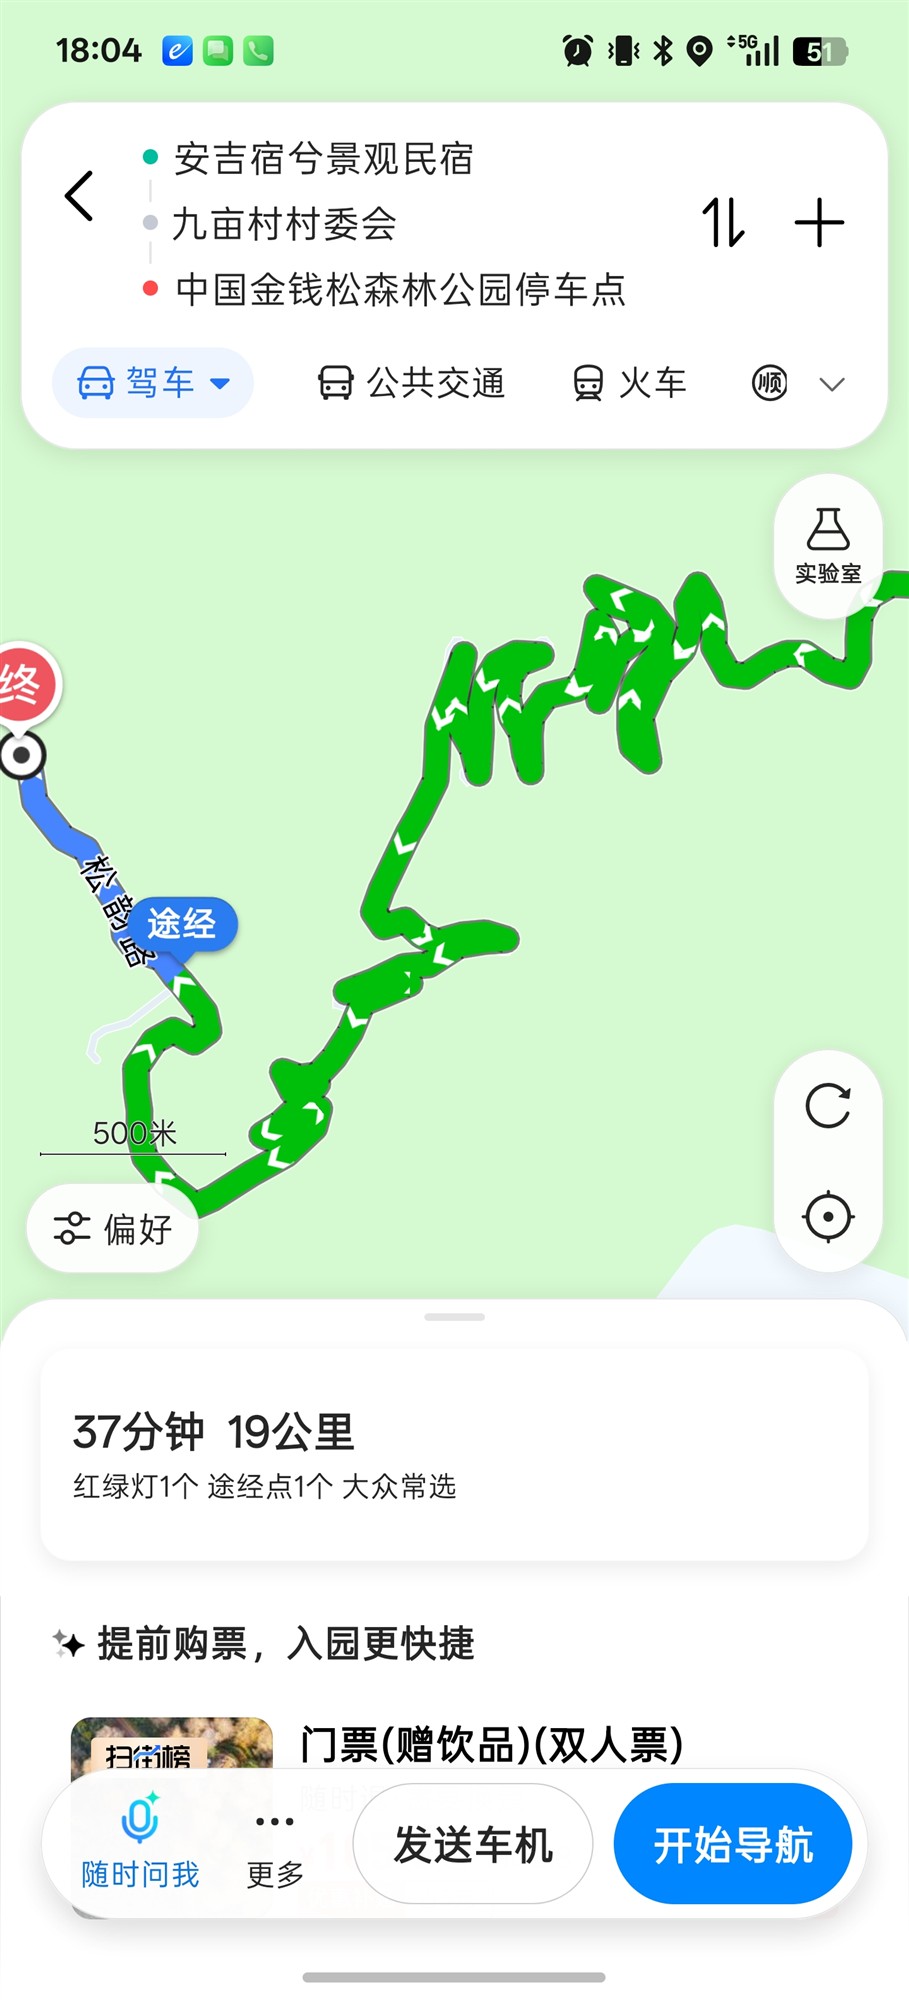 18:04
5G
51
安吉宿兮景观民宿
九亩村村委会
中国金钱松森林公园停车点
驾车
公共交通
火车
顺
实验室
终
松韵路
途经
500米
偏好
37分钟 19公里
红绿灯1个 途经点1个 大众常选
提前购票，入园更快捷
扫街榜
门票(赠饮品)(双人票)
随时
随时问我
更多
发送车机
开始导航